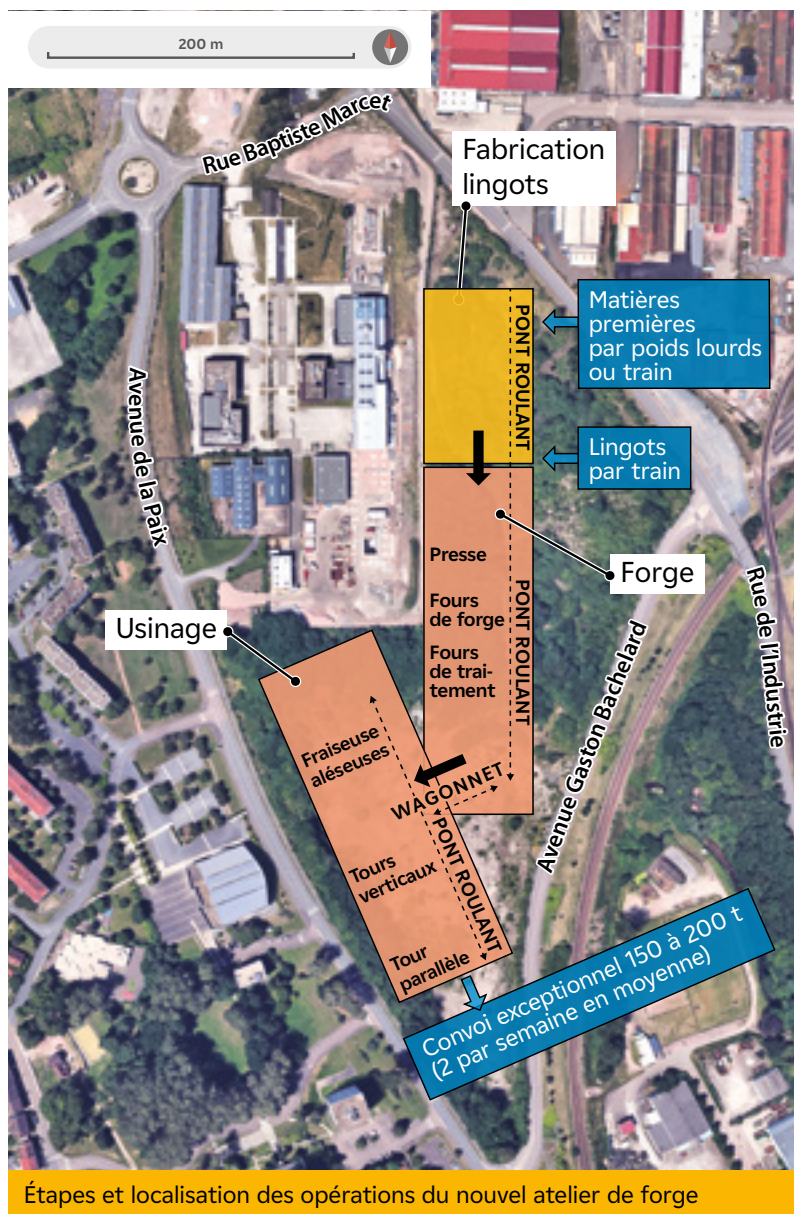 200 m
Rue Baptiste Marcet
Fabrication
lingots
Matières
premières
par poids lourds
ou train
PONT ROULANT
Avenue de la Paix
Lingots
par train
Presse
Forge
Fours
de forge
Fours
de trai-
tement
PONT ROULANT
Rue de l'Industrie
Usinage
Avenue Gaston Bachelard
Fraiseuse
aléseuses
WAGONNET
PONT ROULANT
Tours
verticaux
Tour
parallèle
Convoi exceptionnel 150 à 200 t
(2 par semaine en moyenne)
Étapes et localisation des opérations du nouvel atelier de forge